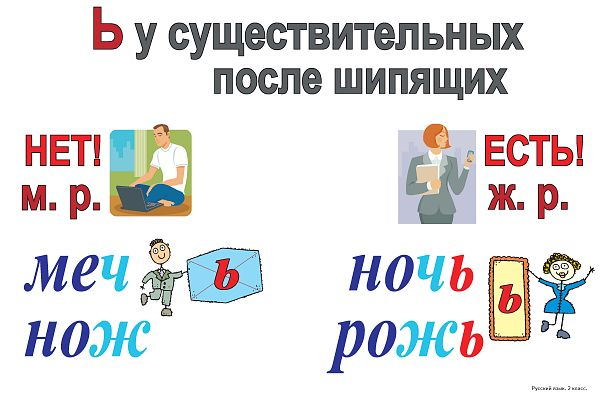 Ь у существительных
после шипящих
НЕТ!
м. р.
ЕСТЬ!
ж. р.
меч
ь
нож
ночь
ь
рожь
Русский язык. 2 класс.